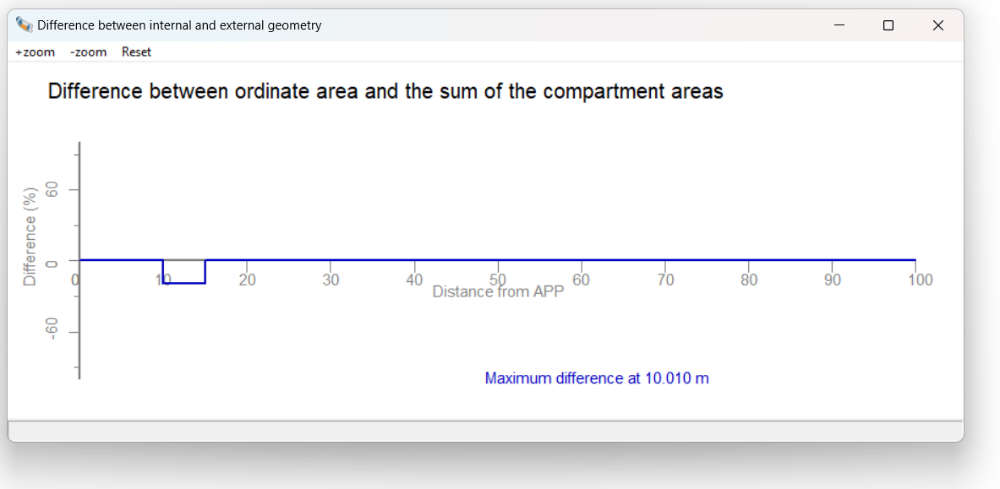 Difference between internal and external geometry
+zoom -zoom Reset
Difference between ordinate area and the sum of the compartment areas
Difference (%)
60
0
-60
0 10 20 30 40 50 60 70 80 90 100
Distance from APP
Maximum difference at 10.010 m